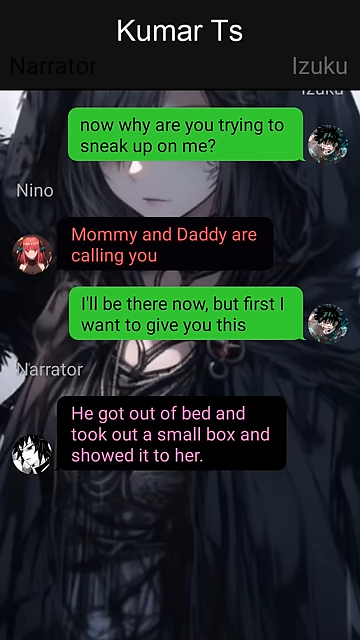 Kumar Ts
Narrator
Izuku
Izuku
now why are you trying to
sneak up on me?
Nino
Mommy and Daddy are
calling you
I'll be there now, but first I
want to give you this
Narrator
He got out of bed and
took out a small box and
showed it to her.